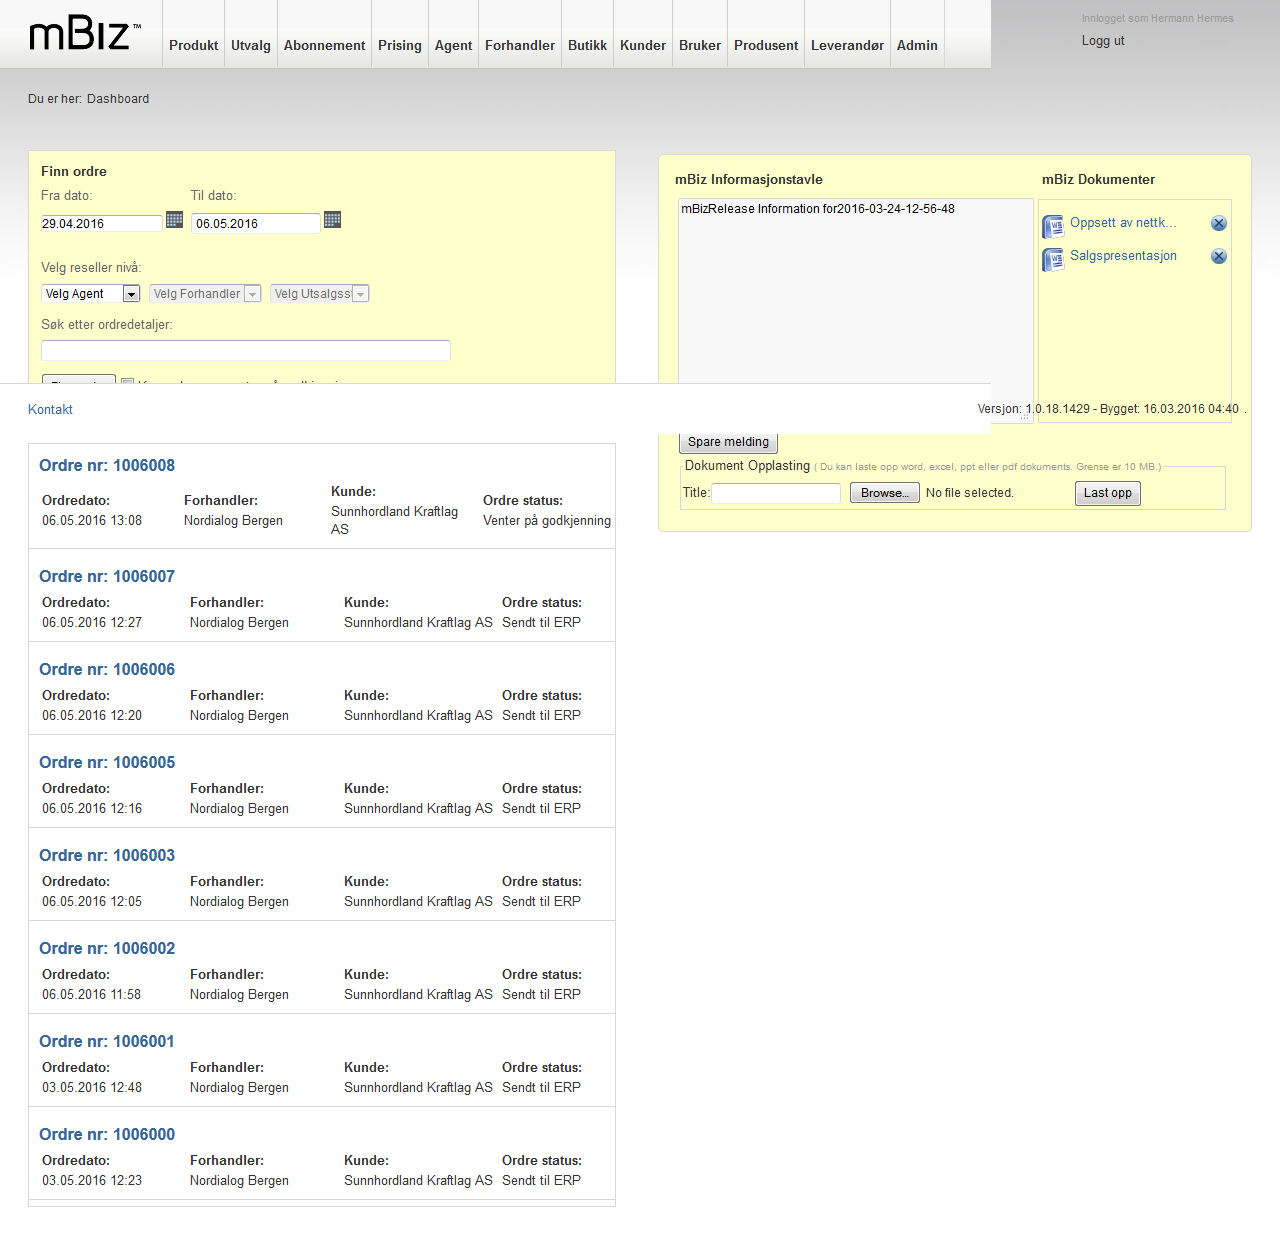 mBIZ™
Produkt Utvalg Abonnement Prising Agent Forhandler Butikk Kunder Bruker Produsent Leverandør Admin
Innlogget som Hermann Hermes
Logg ut
Du er her: Dashboard
Finn ordre
Fra dato: Til dato:
29.04.2016 06.05.2016
Velg reseller nivå:
Velg Agent Velg Forhandler Velg Utsalgsst
Søk etter ordredetaljer:
mBiz Informasjonstavle mBiz Dokumenter
mBizRelease Information for2016-03-24-12-56-48
Oppsett av nettk...
Salgspresentasjon
Kontakt
Versjon: 1.0.18.1429 - Bygget: 16.03.2016 04:40 .
Spare melding
Dokument Opplasting ( Du kan laste opp word, excel, ppt eller pdf dokuments. Grense er 10 MB.)
Title: Browse... No file selected. Last opp
Ordre nr: 1006008
Ordredato: Forhandler: Kunde: Ordre status:
06.05.2016 13:08 Nordialog Bergen Sunnhordland Kraftlag AS Venter på godkjenning
Ordre nr: 1006007
Ordredato: Forhandler: Kunde: Ordre status:
06.05.2016 12:27 Nordialog Bergen Sunnhordland Kraftlag AS Sendt til ERP
Ordre nr: 1006006
Ordredato: Forhandler: Kunde: Ordre status:
06.05.2016 12:20 Nordialog Bergen Sunnhordland Kraftlag AS Sendt til ERP
Ordre nr: 1006005
Ordredato: Forhandler: Kunde: Ordre status:
06.05.2016 12:16 Nordialog Bergen Sunnhordland Kraftlag AS Sendt til ERP
Ordre nr: 1006003
Ordredato: Forhandler: Kunde: Ordre status:
06.05.2016 12:05 Nordialog Bergen Sunnhordland Kraftlag AS Sendt til ERP
Ordre nr: 1006002
Ordredato: Forhandler: Kunde: Ordre status:
06.05.2016 11:58 Nordialog Bergen Sunnhordland Kraftlag AS Sendt til ERP
Ordre nr: 1006001
Ordredato: Forhandler: Kunde: Ordre status:
03.05.2016 12:48 Nordialog Bergen Sunnhordland Kraftlag AS Sendt til ERP
Ordre nr: 1006000
Ordredato: Forhandler: Kunde: Ordre status:
03.05.2016 12:23 Nordialog Bergen Sunnhordland Kraftlag AS Sendt til ERP